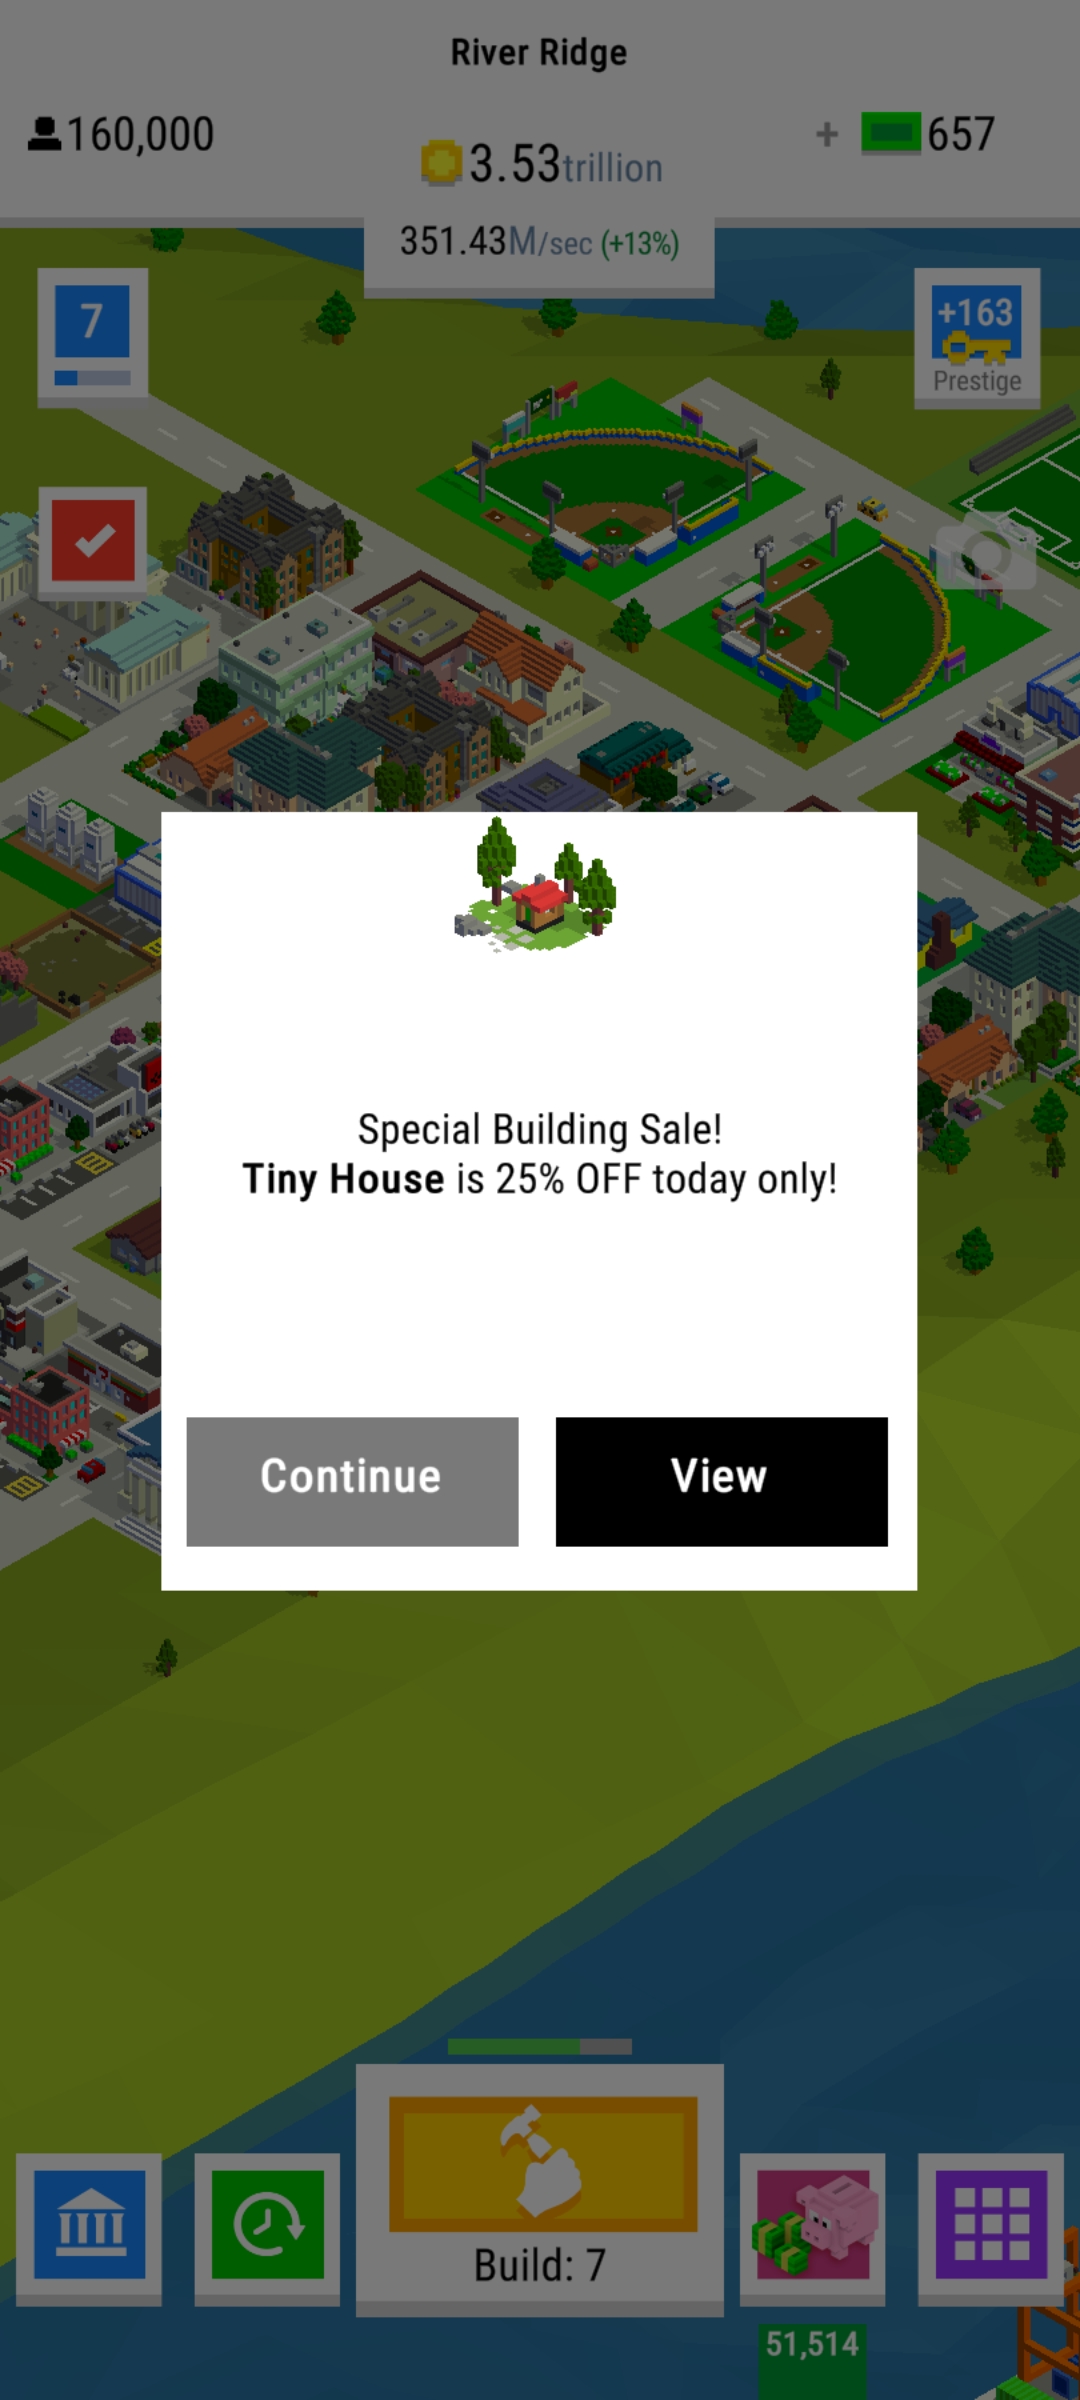 River Ridge
160,000
3.53trillion
+ 657
351.43M/sec (+13%)
7
+163
Prestige
Special Building Sale!
Tiny House is 25% OFF today only!
Continue
View
Build: 7
51,514